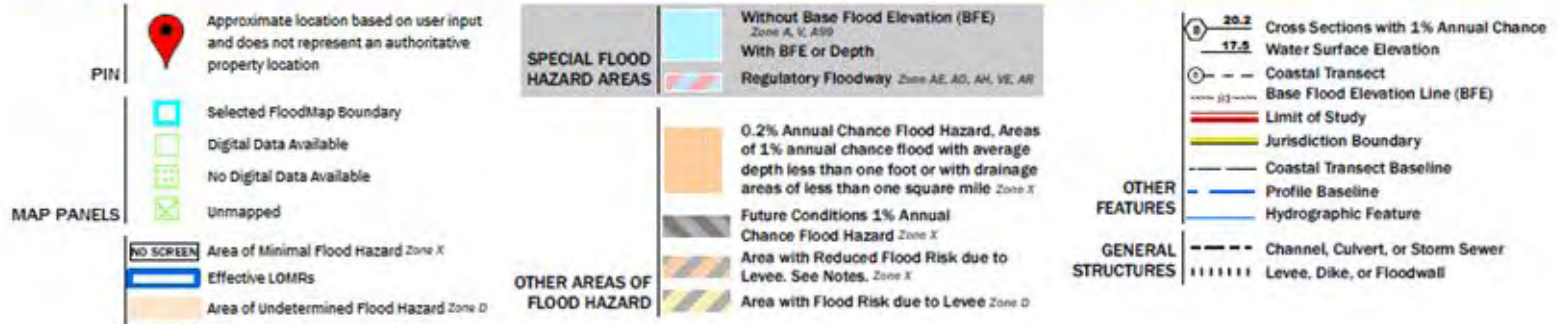 PIN
Approximate location based on user input
and does not represent an authoritative
property location
MAP PANELS
Selected FloodMap Boundary
Digital Data Available
No Digital Data Available
Unmapped
NO SCREEN Area of Minimal Flood Hazard Zone X
Effective LOMRs
Area of Undetermined Flood Hazard Zone D
SPECIAL FLOOD
HAZARD AREAS
Without Base Flood Elevation (BFE)
Zone A, V, A99
With BFE or Depth
Regulatory Floodway Zone AE, AO, AH, VE, AR
OTHER AREAS OF
FLOOD HAZARD
0.2% Annual Chance Flood Hazard, Areas
of 1% annual chance flood with average
depth less than one foot or with drainage
areas of less than one square mile Zone X
Future Conditions 1% Annual
Chance Flood Hazard Zone X
Area with Reduced Flood Risk due to
Levee. See Notes. Zone X
Area with Flood Risk due to Levee Zone D
OTHER
FEATURES
20.2 Cross Sections with 1% Annual Chance
17.5 Water Surface Elevation
Coastal Transect
Base Flood Elevation Line (BFE)
Limit of Study
Jurisdiction Boundary
Coastal Transect Baseline
Profile Baseline
Hydrographic Feature
GENERAL
STRUCTURES
Channel, Culvert, or Storm Sewer
Levee, Dike, or Floodwall